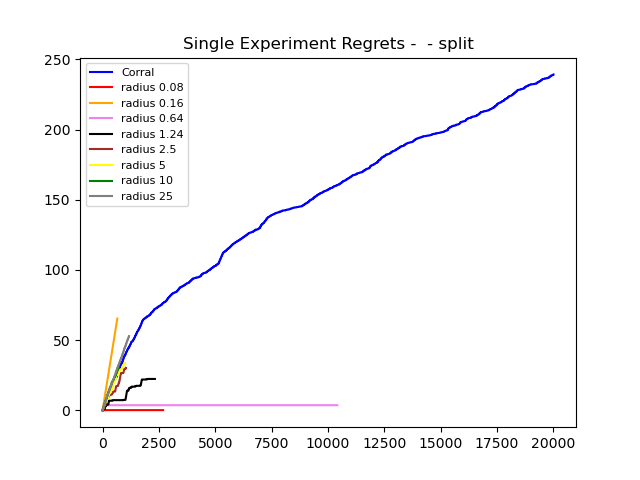 Single Experiment Regrets -  - split
250
200
150
100
50
0
Corral
radius 0.08
radius 0.16
radius 0.64
radius 1.24
radius 2.5
radius 5
radius 10
radius 25
0 2500 5000 7500 10000 12500 15000 17500 20000